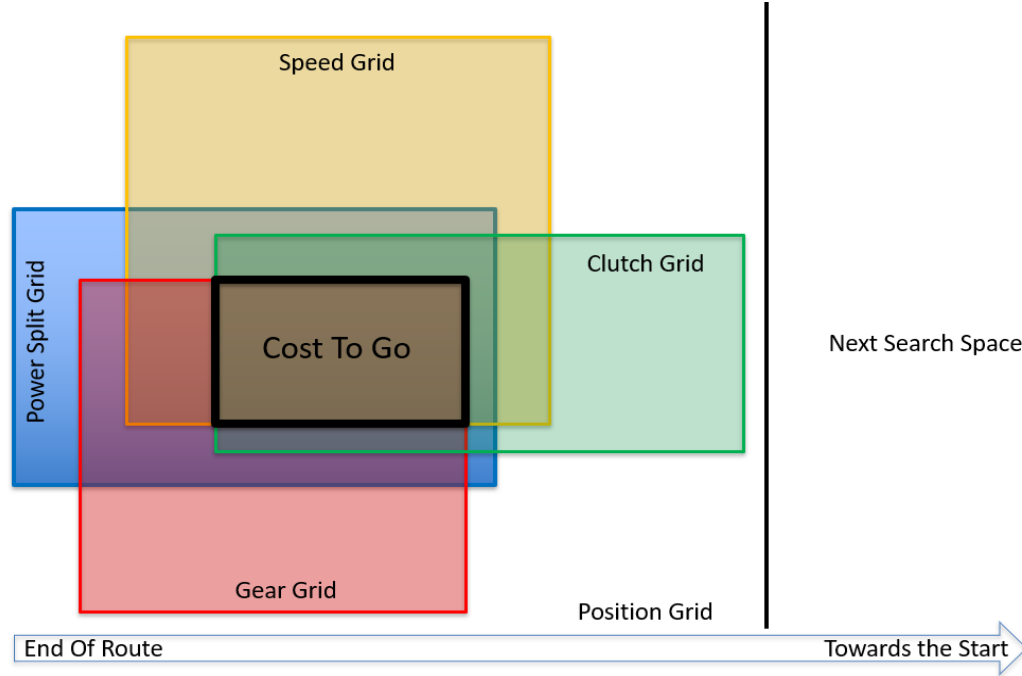 Speed Grid
Power Split Grid
Clutch Grid
Cost To Go
Next Search Space
Gear Grid
Position Grid
End Of Route
Towards the Start